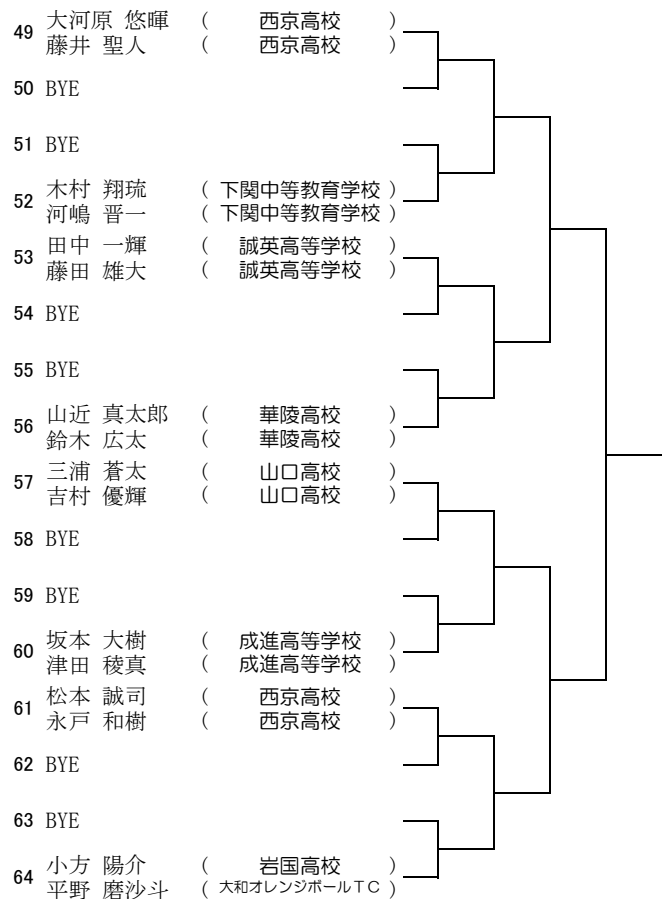 49 大河原 悠暉 ( 西京高校 )
藤井 聖人 ( 西京高校 )
50 BYE
51 BYE
52 木村 翔琉 ( 下関中等教育学校 )
河嶋 晋一 ( 下関中等教育学校 )
53 田中 一輝 ( 誠英高等学校 )
藤田 雄大 ( 誠英高等学校 )
54 BYE
55 BYE
56 山近 真太郎 ( 華陵高校 )
鈴木 広太 ( 華陵高校 )
57 三浦 蒼太 ( 山口高校 )
吉村 優輝 ( 山口高校 )
58 BYE
59 BYE
60 坂本 大樹 ( 成進高等学校 )
津田 稜真 ( 成進高等学校 )
61 松本 誠司 ( 西京高校 )
永戸 和樹 ( 西京高校 )
62 BYE
63 BYE
64 小方 陽介 ( 岩国高校 )
平野 磨沙斗 ( 大和オレンジボールTC )